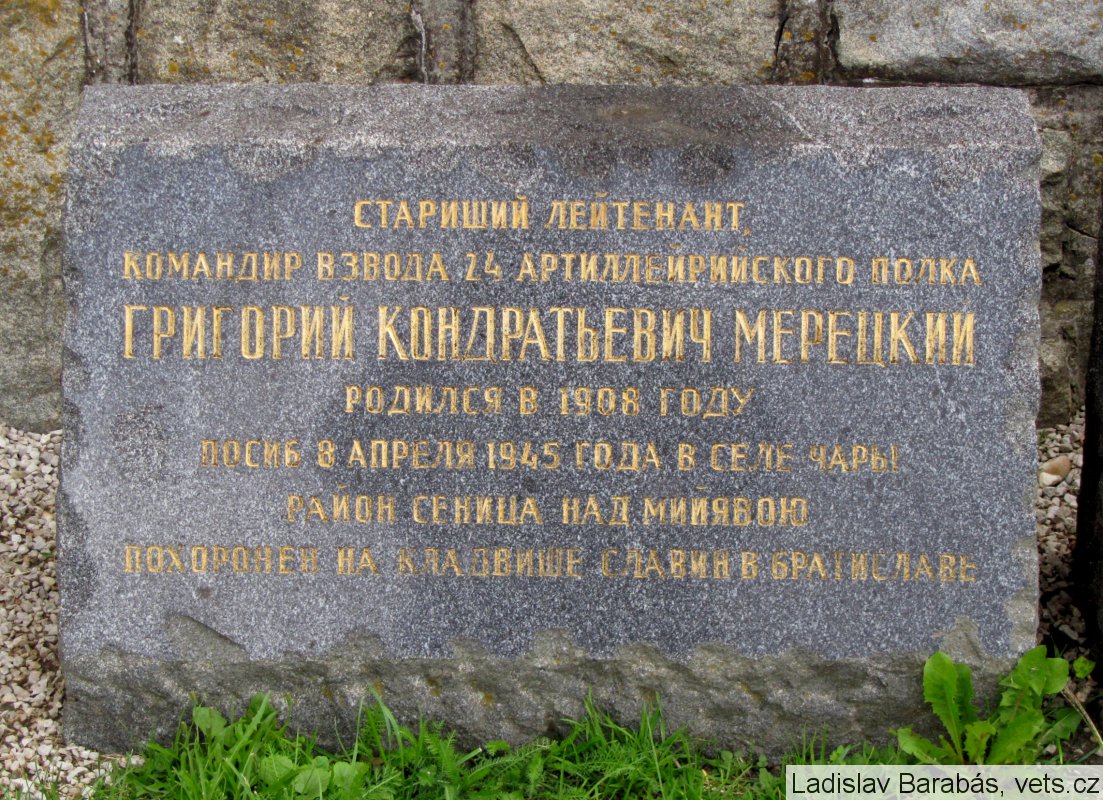 СТАРИШИЙ ЛЕЙТЕНАНТ,
КОМАНДИР ВЗВОДА 24 АРТИЛЛЕЙРИЙСКОГО ПОЛКА
ГРИГОРИЙ КОНДРАТЬЕВИЧ МЕРЕЦКИЙ
РОДИЛСЯ В 1908 ГОДУ
ПОСИБ 8 АПРЕЛЯ 1945 ГОДА В СЕЛЕ ЧАРЫ
РАЙОН СЕНИЦА НАД МИЙЯВОЮ
ПОХОРОНЕН НА КЛАДВИШЕ СЛАВИН В БРАТИСЛАВЕ
Ladislav Barabás, vets.cz